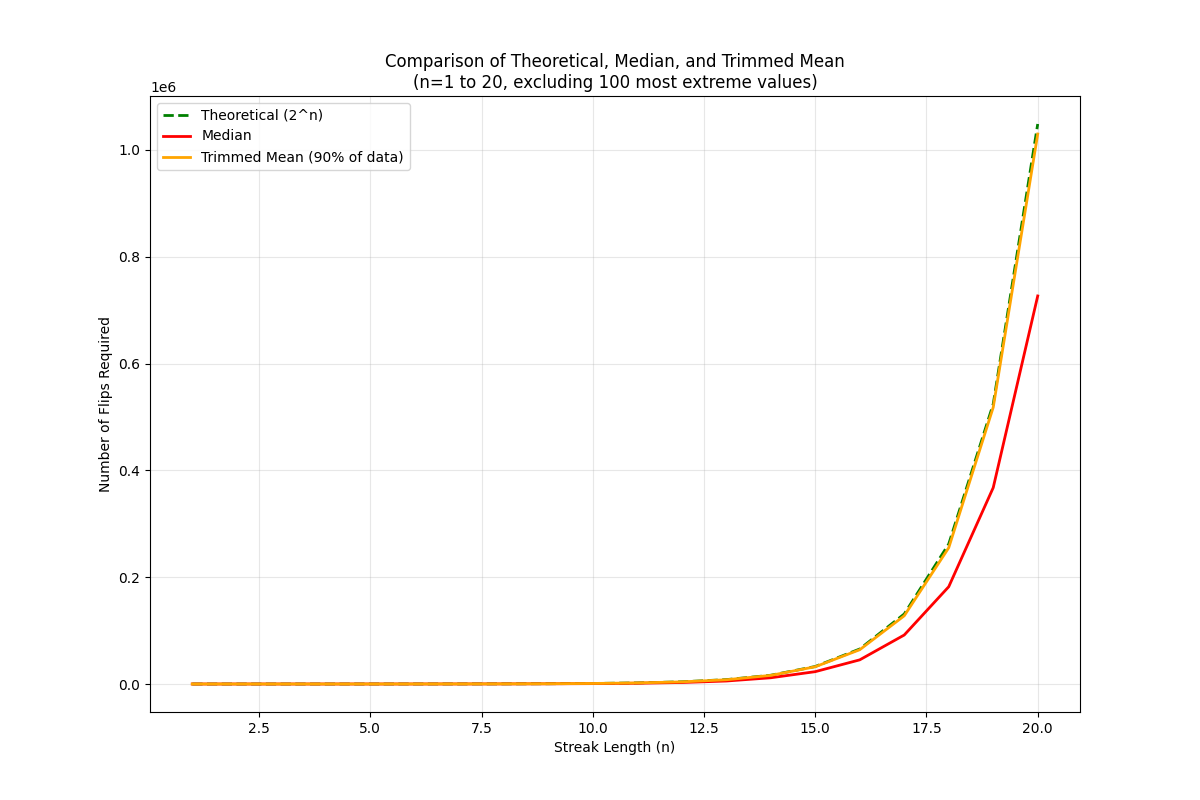 Comparison of Theoretical, Median, and Trimmed Mean
(n=1 to 20, excluding 100 most extreme values)
1e6
Theoretical (2^n)
Median
Trimmed Mean (90% of data)
1.0
0.8
0.6
0.4
0.2
0.0
Number of Flips Required
2.5 5.0 7.5 10.0 12.5 15.0 17.5 20.0
Streak Length (n)